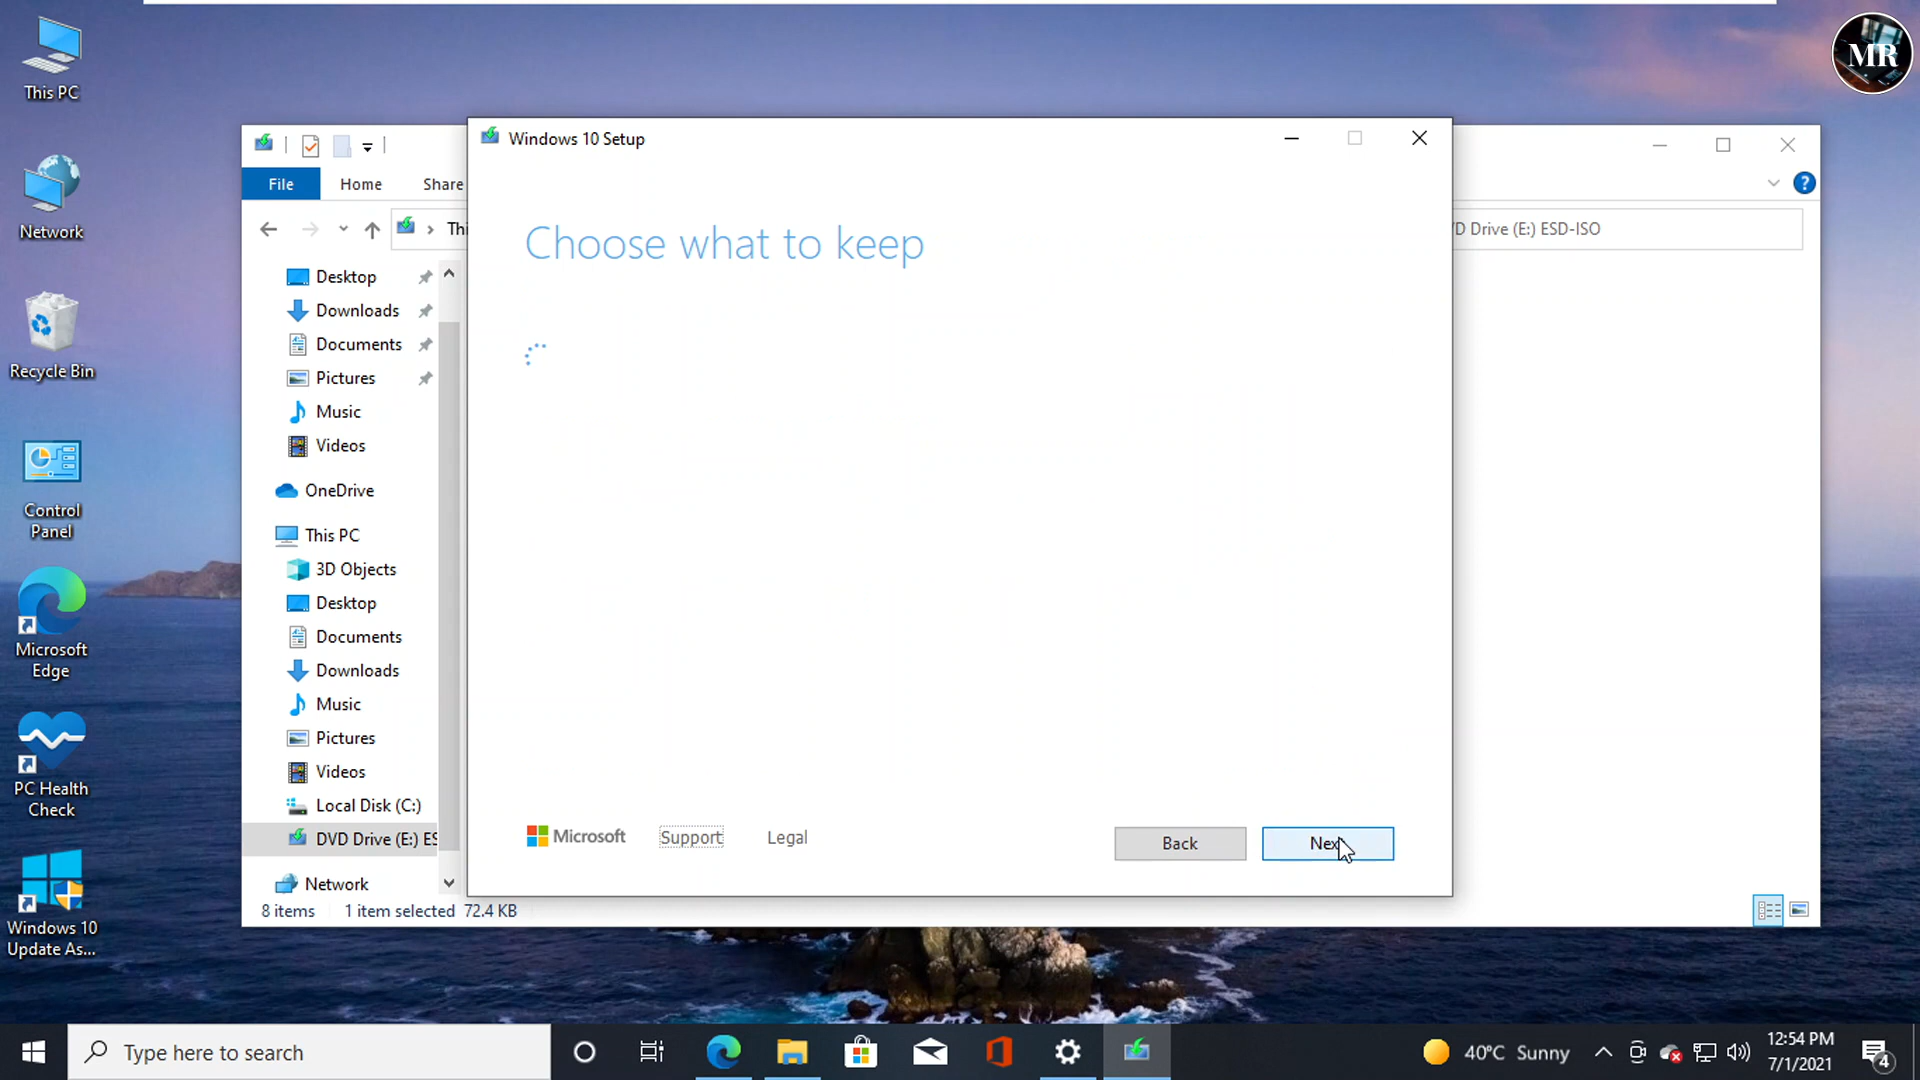 This PC
Network
Recycle Bin
Control
Panel
Microsoft
Edge
PC Health
Check
Windows 10
Update As...
MR
File
Home
Share
Thi
Desktop
Downloads
Documents
Pictures
Music
Videos
OneDrive
This PC
3D Objects
Desktop
Documents
Downloads
Music
Pictures
Videos
Local Disk (C:)
DVD Drive (E:) ES
Network
8 items 1 item selected 72.4 KB
Windows 10 Setup
Choose what to keep
Microsoft
Support
Legal
Back
Nex
VD Drive (E:) ESD-ISO
?
Type here to search
40°C Sunny
12:54 PM
7/1/2021
4